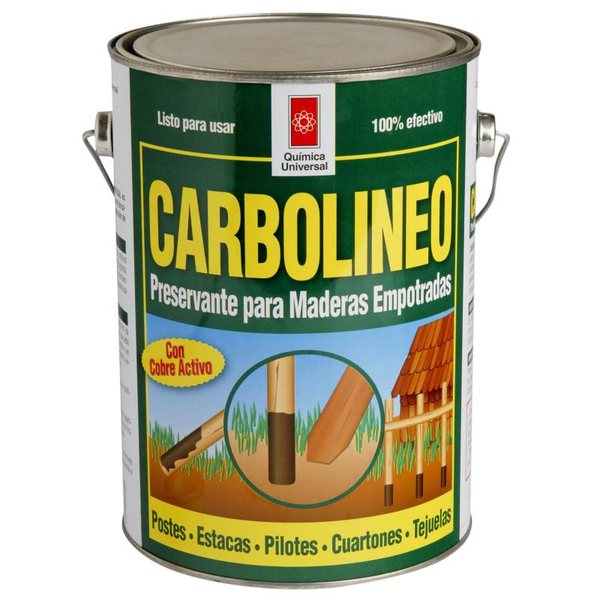 Listo para usar
100% efectivo
Química
Universal
CARBOLINEO
Preservante para Maderas Empotradas
Con
Cobre Activo
Postes • Estacas • Pilotes • Cuartones • Tejuelas